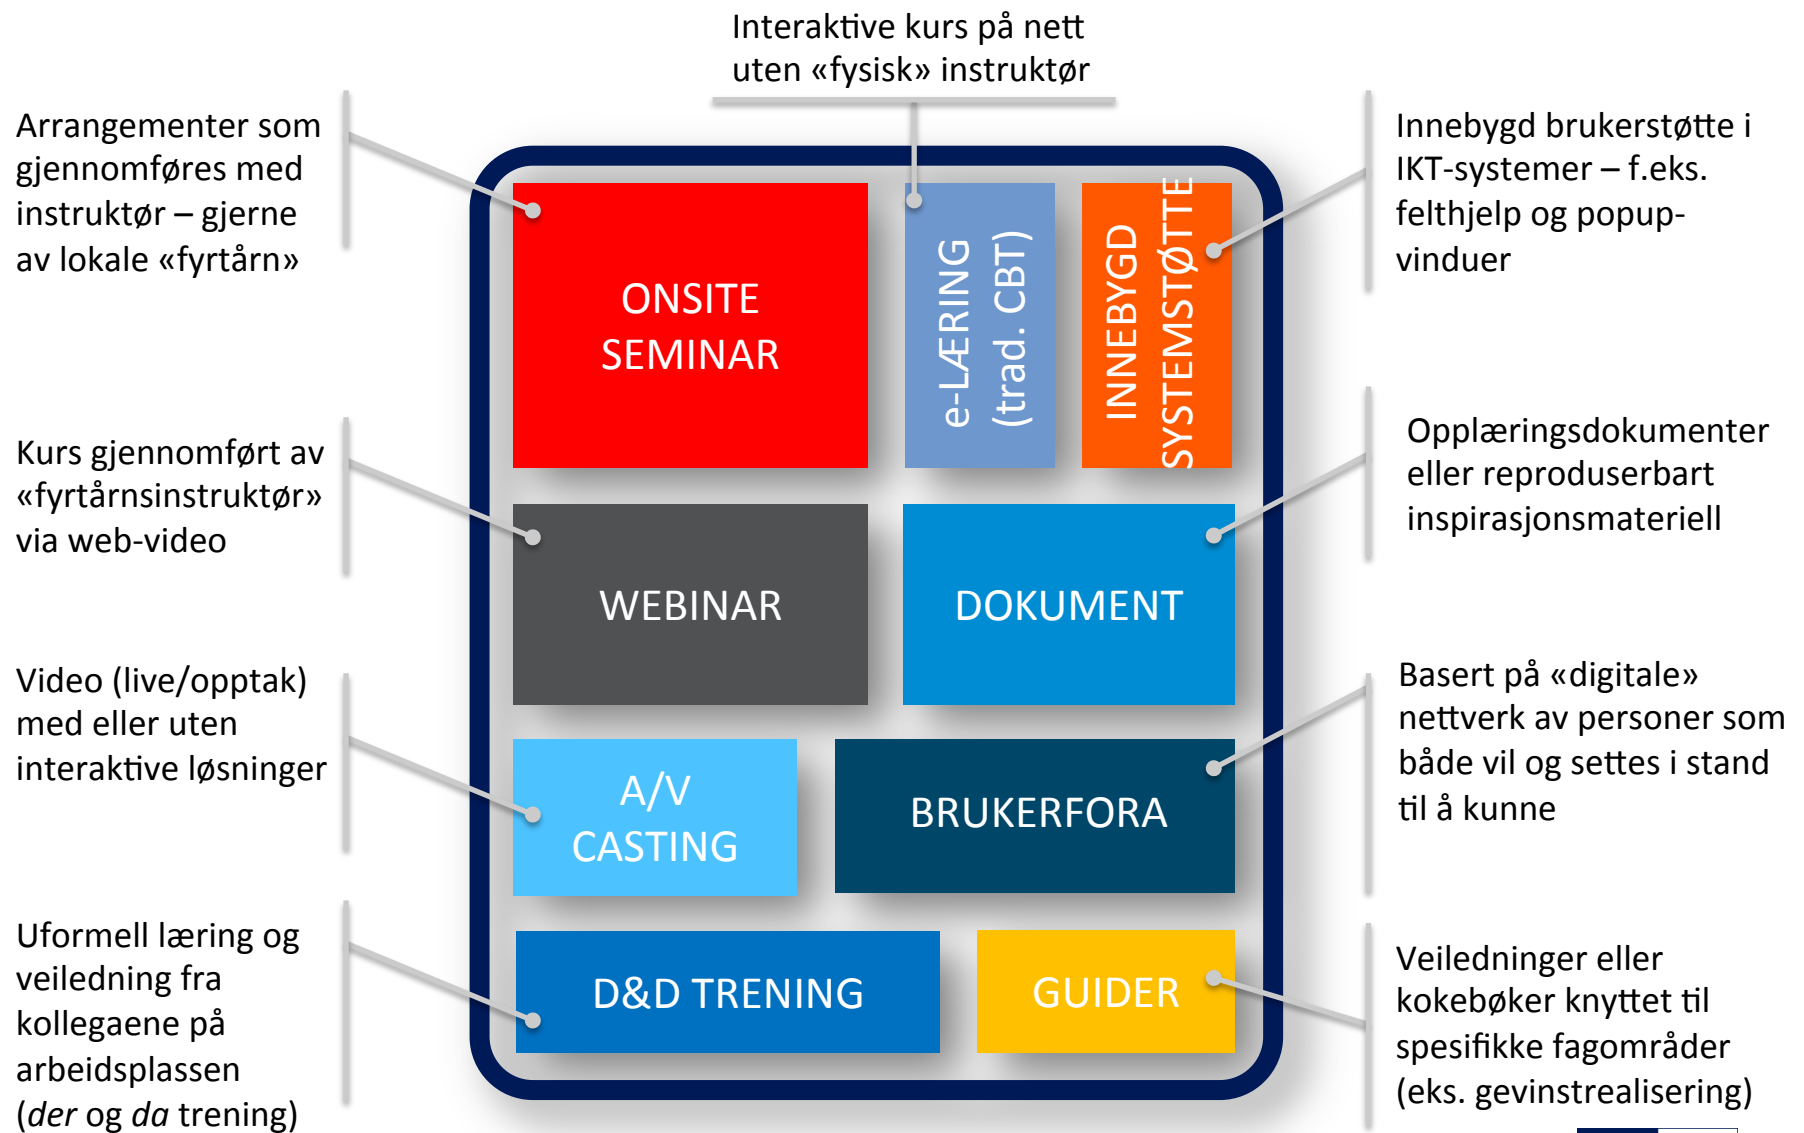 Interaktive kurs på nett
uten «fysisk» instruktør
Arrangementer som
gjennomføres med
instruktør – gjerne
av lokale «fyrtårn»
Innebygd brukerstøtte i
IKT-systemer – f.eks.
felthjelp og popup-
vinduer
ONSITE
SEMINAR
e-LÆRING
(trad. CBT)
INNEBYGD
SYSTEMSTØTTE
Kurs gjennomført av
«fyrtårnsinstruktør»
via web-video
Opplæringsdokumenter
eller reproduserbart
inspirasjonsmateriell
WEBINAR
DOKUMENT
Video (live/opptak)
med eller uten
interaktive løsninger
Basert på «digitale»
nettverk av personer som
både vil og settes i stand
til å kunne
A/V
CASTING
BRUKERFORA
Uformell læring og
veiledning fra
kollegaene på
arbeidsplassen
(der og da trening)
D&D TRENING
GUIDER
Veiledninger eller
kokebøker knyttet til
spesifikke fagområder
(eks. gevinstrealisering)